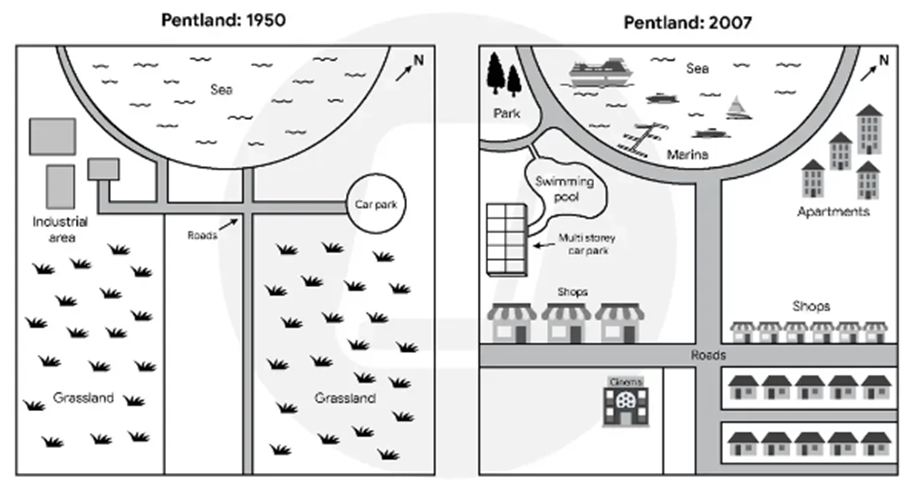 Pentland: 1950
N
Sea
Industrial
area
Roads
Car park
Grassland
Grassland
Pentland: 2007
N
Sea
Park
Marina
Swimming
pool
Apartments
Multi storey
car park
Shops
Shops
Roads
Cinema